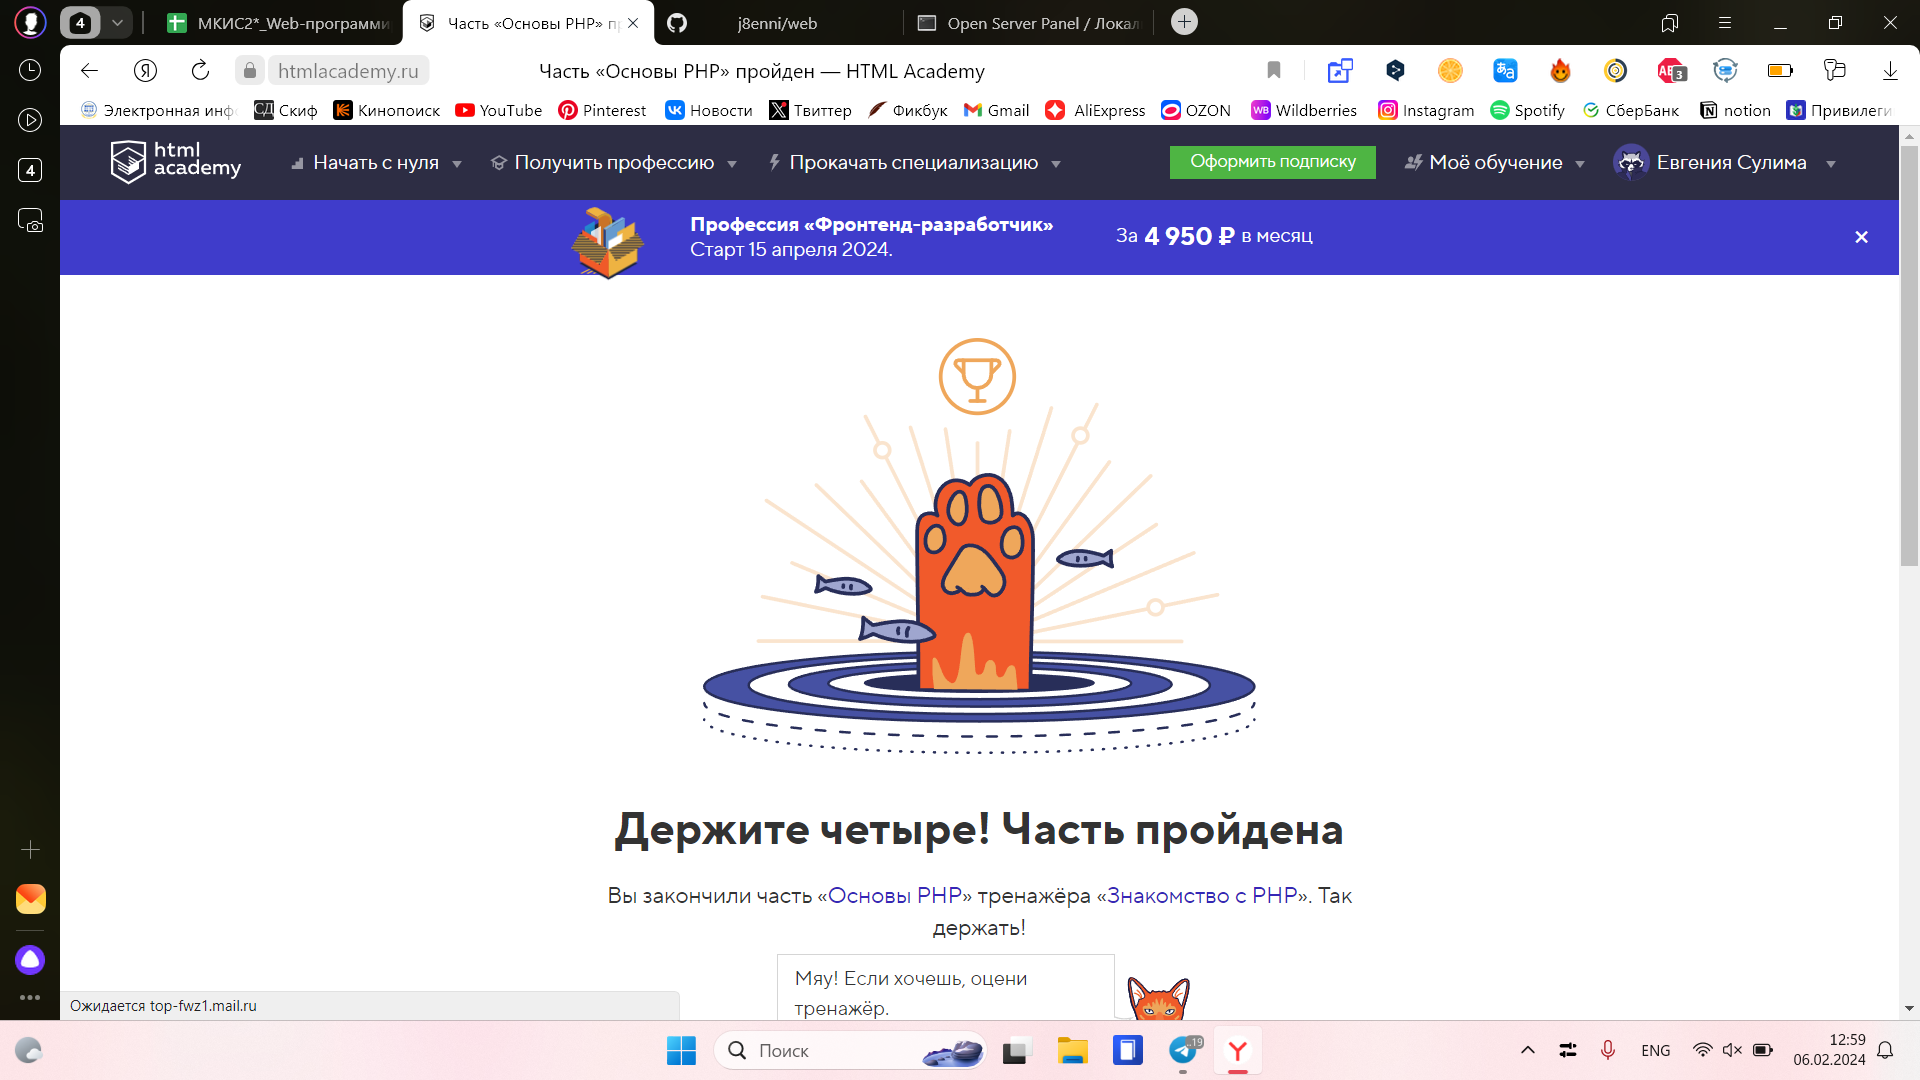 4
МКИС2*_Web-программи
Часть «Основы PHP» пр
j8enni/web
Open Server Panel / Локал
htmlacademy.ru
Часть «Основы PHP» пройден — HTML Academy
3
Электронная инф
СД Скиф
Кинопоиск
YouTube
Pinterest
Новости
Твиттер
Фикбук
Gmail
AliExpress
OZON
WB Wildberries
Instagram
Spotify
СберБанк
notion
Привилеги
4
html academy
Начать с нуля
Получить профессию
Прокачать специализацию
Оформить подписку
Моё обучение
Евгения Сулима
Профессия «Фронтенд-разработчик»
Старт 15 апреля 2024.
За 4 950 ₽ в месяц
Держите четыре! Часть пройдена
Вы закончили часть «Основы PHP» тренажёра «Знакомство с PHP». Так
держать!
Мяу! Если хочешь, оцени
тренажёр.
Ожидается top-fwz1.mail.ru
Поиск
19
ENG
12:59
06.02.2024